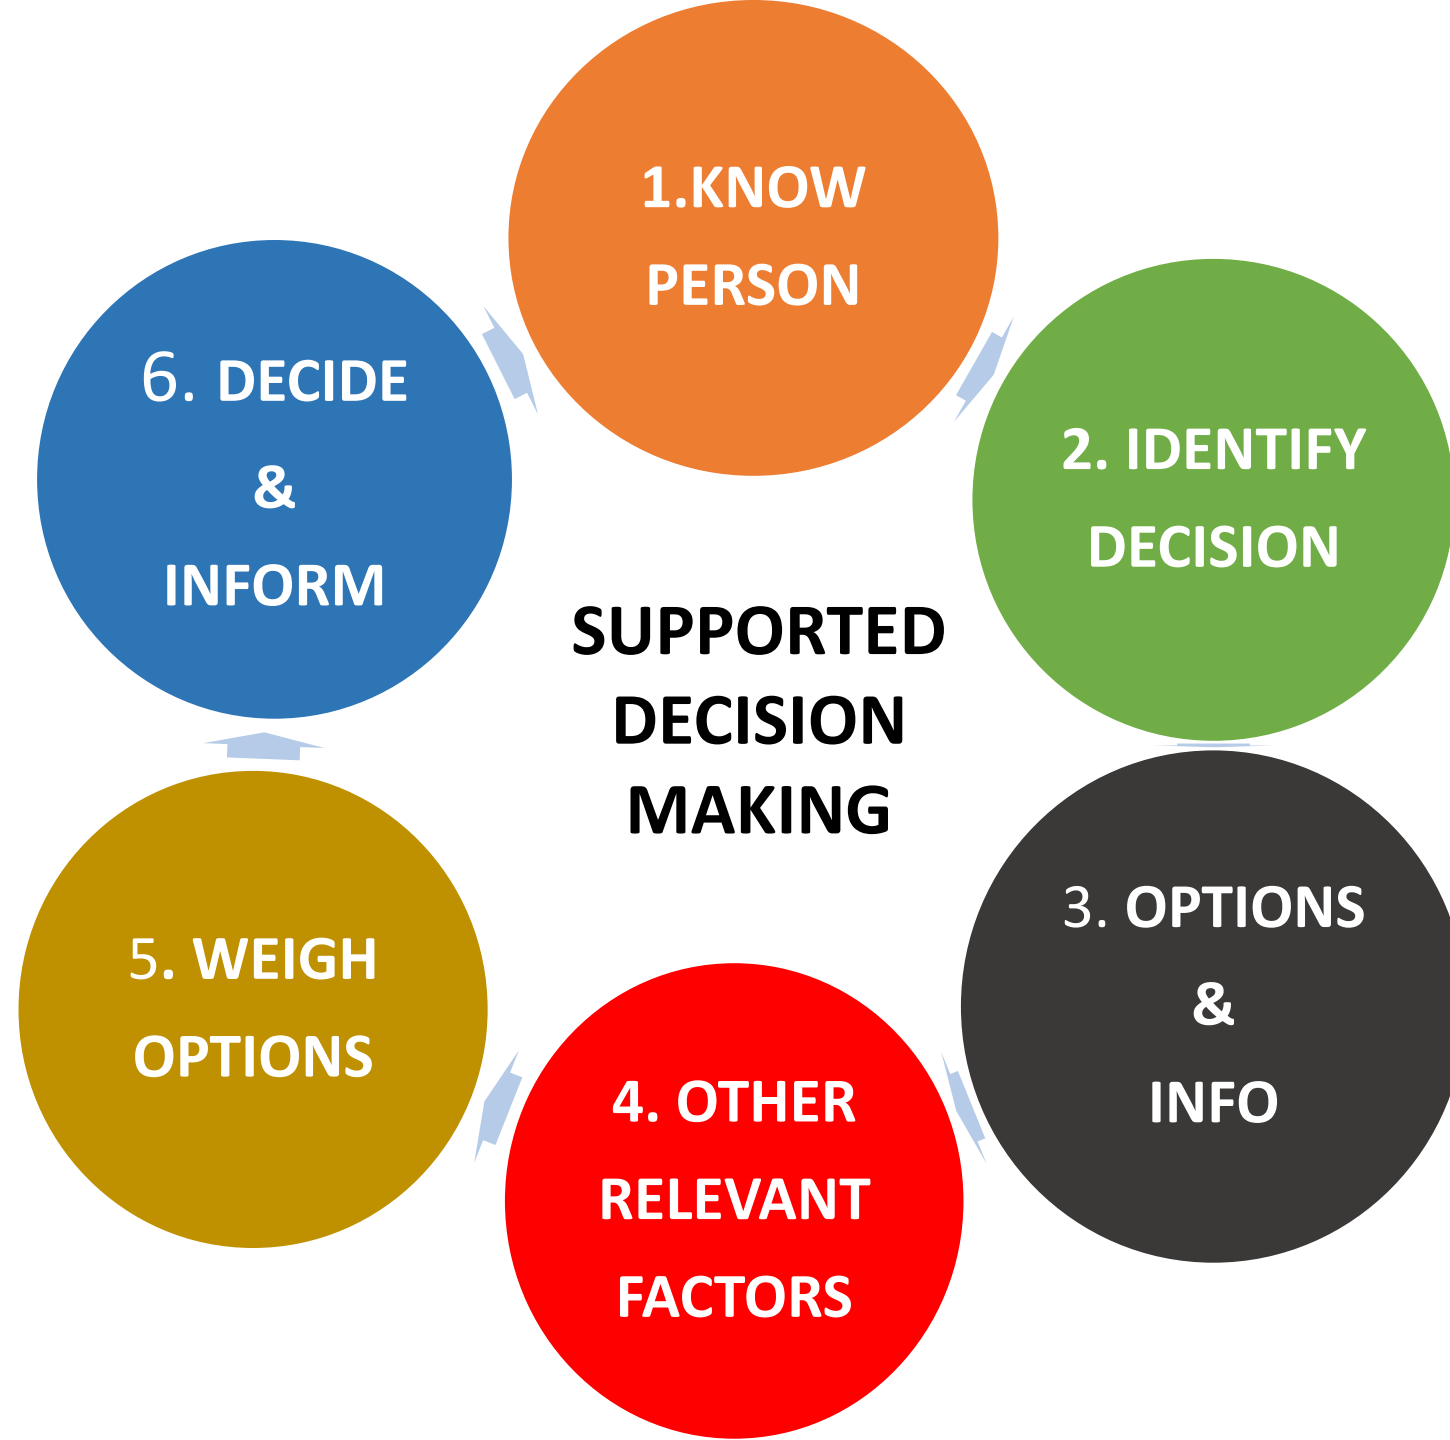 1.KNOW
PERSON
2. IDENTIFY
DECISION
3. OPTIONS
&
INFO
4. OTHER
RELEVANT
FACTORS
5. WEIGH
OPTIONS
6. DECIDE
&
INFORM
SUPPORTED
DECISION
MAKING